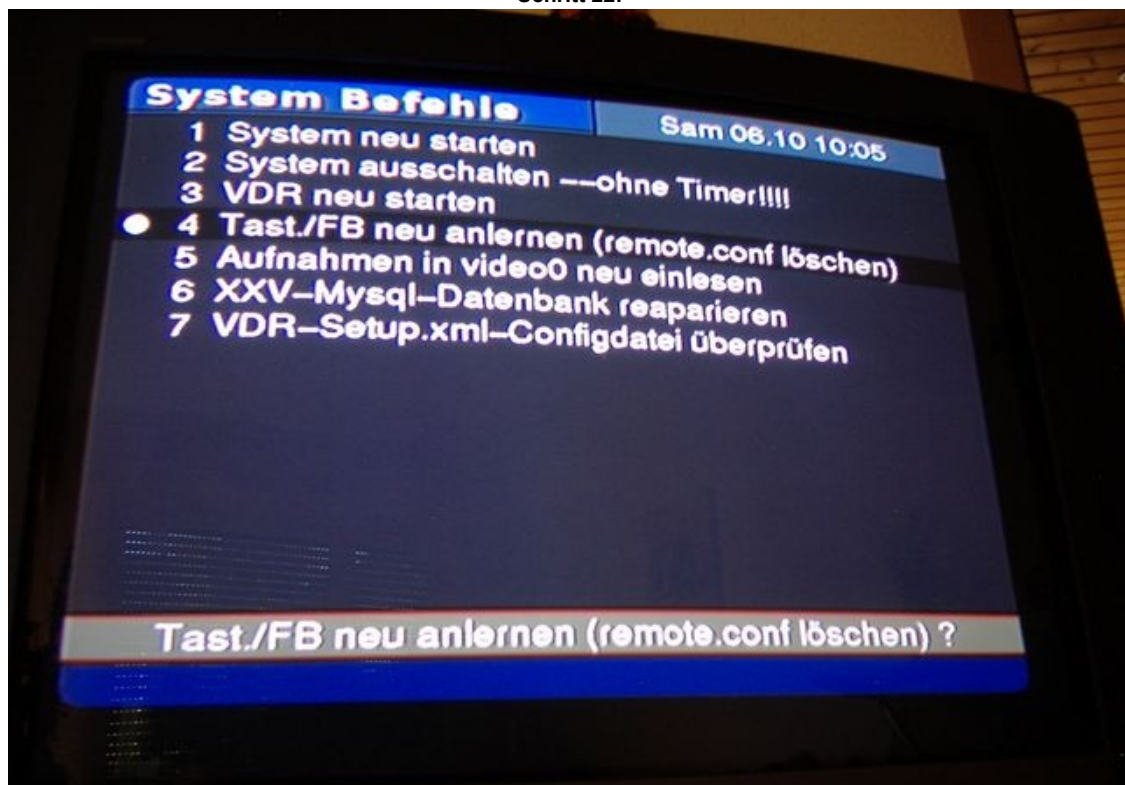 System Befehle
Sam 06.10 10:05
1 System neu starten
2 System ausschalten --ohne Timer!!!!
3 VDR neu starten
4 Tast./FB neu anlernen (remote.conf löschen)
5 Aufnahmen in video0 neu einlesen
6 XXV-Mysql-Datenbank reaparieren
7 VDR-Setup.xml-Configdatei überprüfen
Tast./FB neu anlernen (remote.conf löschen) ?